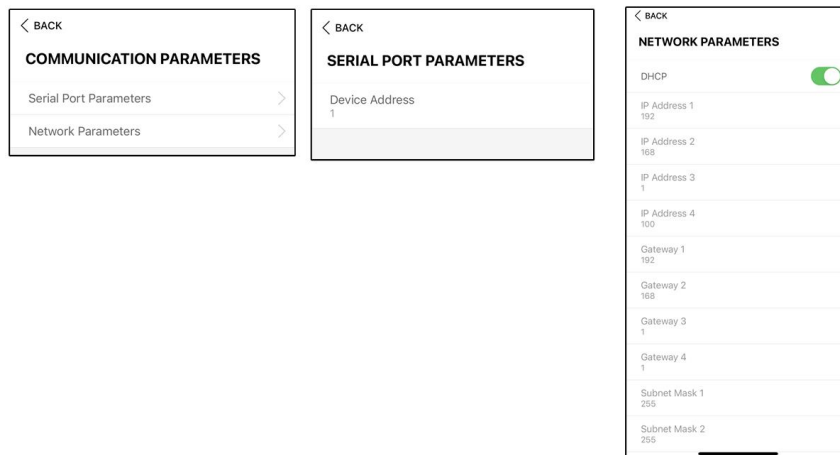 BACK
COMMUNICATION PARAMETERS
Serial Port Parameters
Network Parameters
BACK
SERIAL PORT PARAMETERS
Device Address
1
BACK
NETWORK PARAMETERS
DHCP
IP Address 1
192
IP Address 2
168
IP Address 3
1
IP Address 4
100
Gateway 1
192
Gateway 2
168
Gateway 3
1
Gateway 4
1
Subnet Mask 1
255
Subnet Mask 2
255